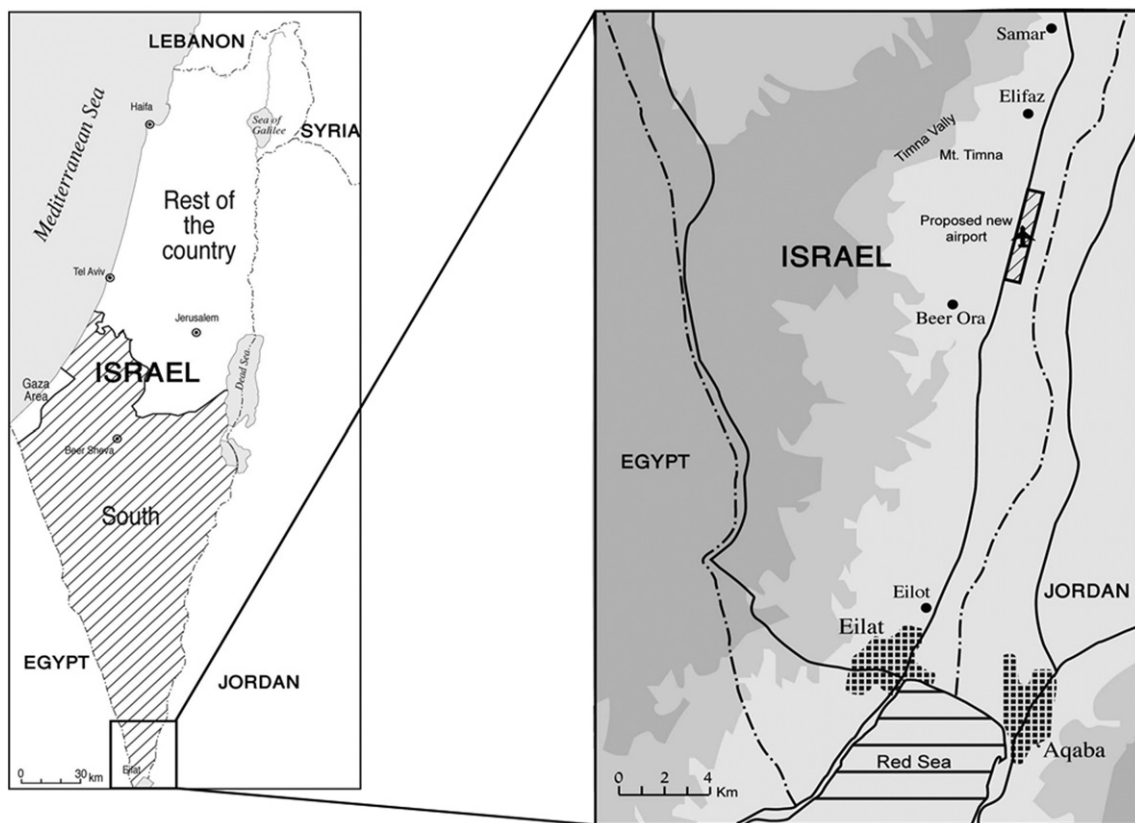 LEBANON
Haifa
Mediterranean Sea
Sea of
Galilee
SYRIA
Rest of
the
country
Tel Aviv
Jerusalem
ISRAEL
Dead Sea
Gaza
Area
Beer Sheva
South
EGYPT
JORDAN
Eilat
0 30
km
Samar
Elifaz
Timna Vally
Mt. Timna
Proposed new
airport
ISRAEL
Beer Ora
EGYPT
Eilot
JORDAN
Eilat
Aqaba
Red Sea
0 2 4
Km